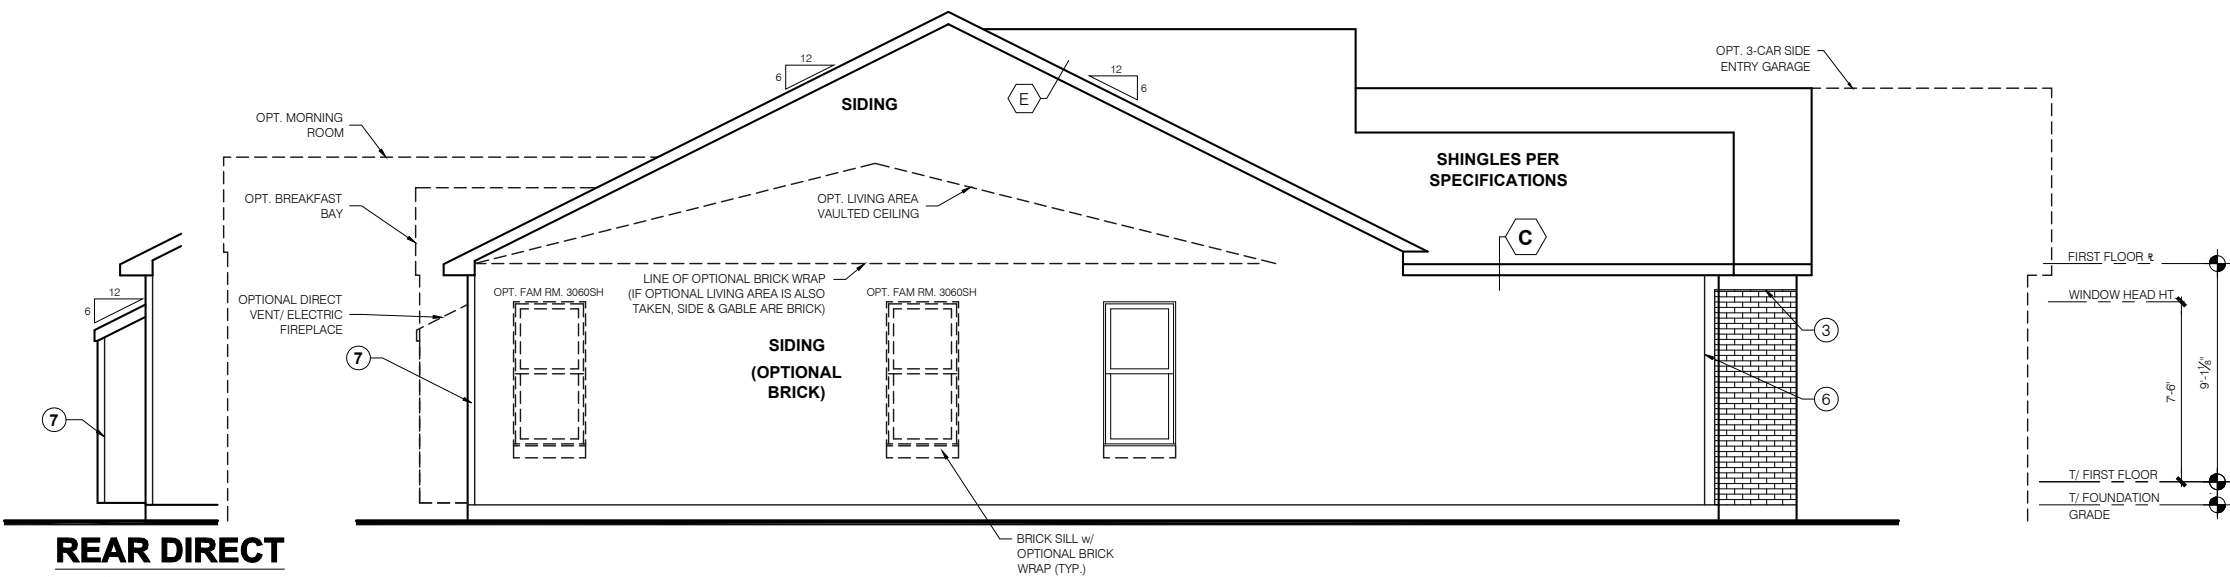 12
6
OPT. MORNING
ROOM
OPT. BREAKFAST
BAY
12
6
OPTIONAL DIRECT
VENT/ ELECTRIC
FIREPLACE
7
7
REAR DIRECT
SIDING
E
12
6
OPT. LIVING AREA
VAULTED CEILING
LINE OF OPTIONAL BRICK WRAP
(IF OPTIONAL LIVING AREA IS ALSO
TAKEN, SIDE & GABLE ARE BRICK)
OPT. FAM RM. 3060SH
OPT. FAM RM. 3060SH
SIDING
(OPTIONAL
BRICK)
BRICK SILL w/
OPTIONAL BRICK
WRAP (TYP.)
OPT. 3-CAR SIDE
ENTRY GARAGE
SHINGLES PER
SPECIFICATIONS
C
3
6
FIRST FLOOR
WINDOW HEAD HT
7'-6"
9'-1⅛"
T/ FIRST FLOOR
T/ FOUNDATION
GRADE